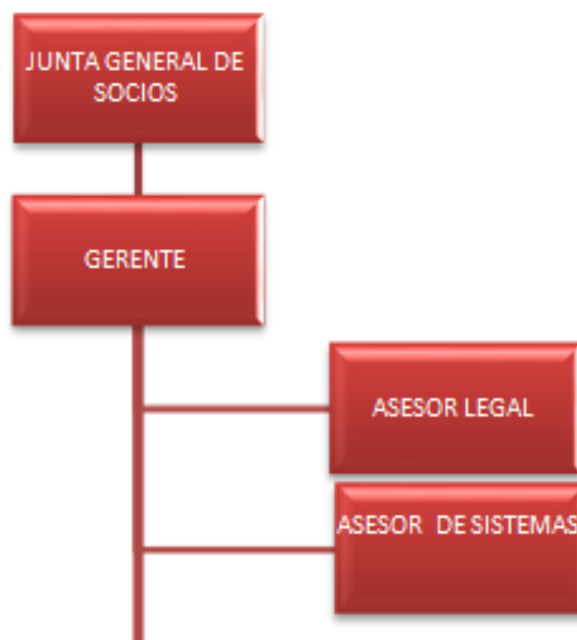 JUNTA GENERAL DE
SOCIOS
GERENTE
ASESOR LEGAL
ASESOR DE SISTEMAS